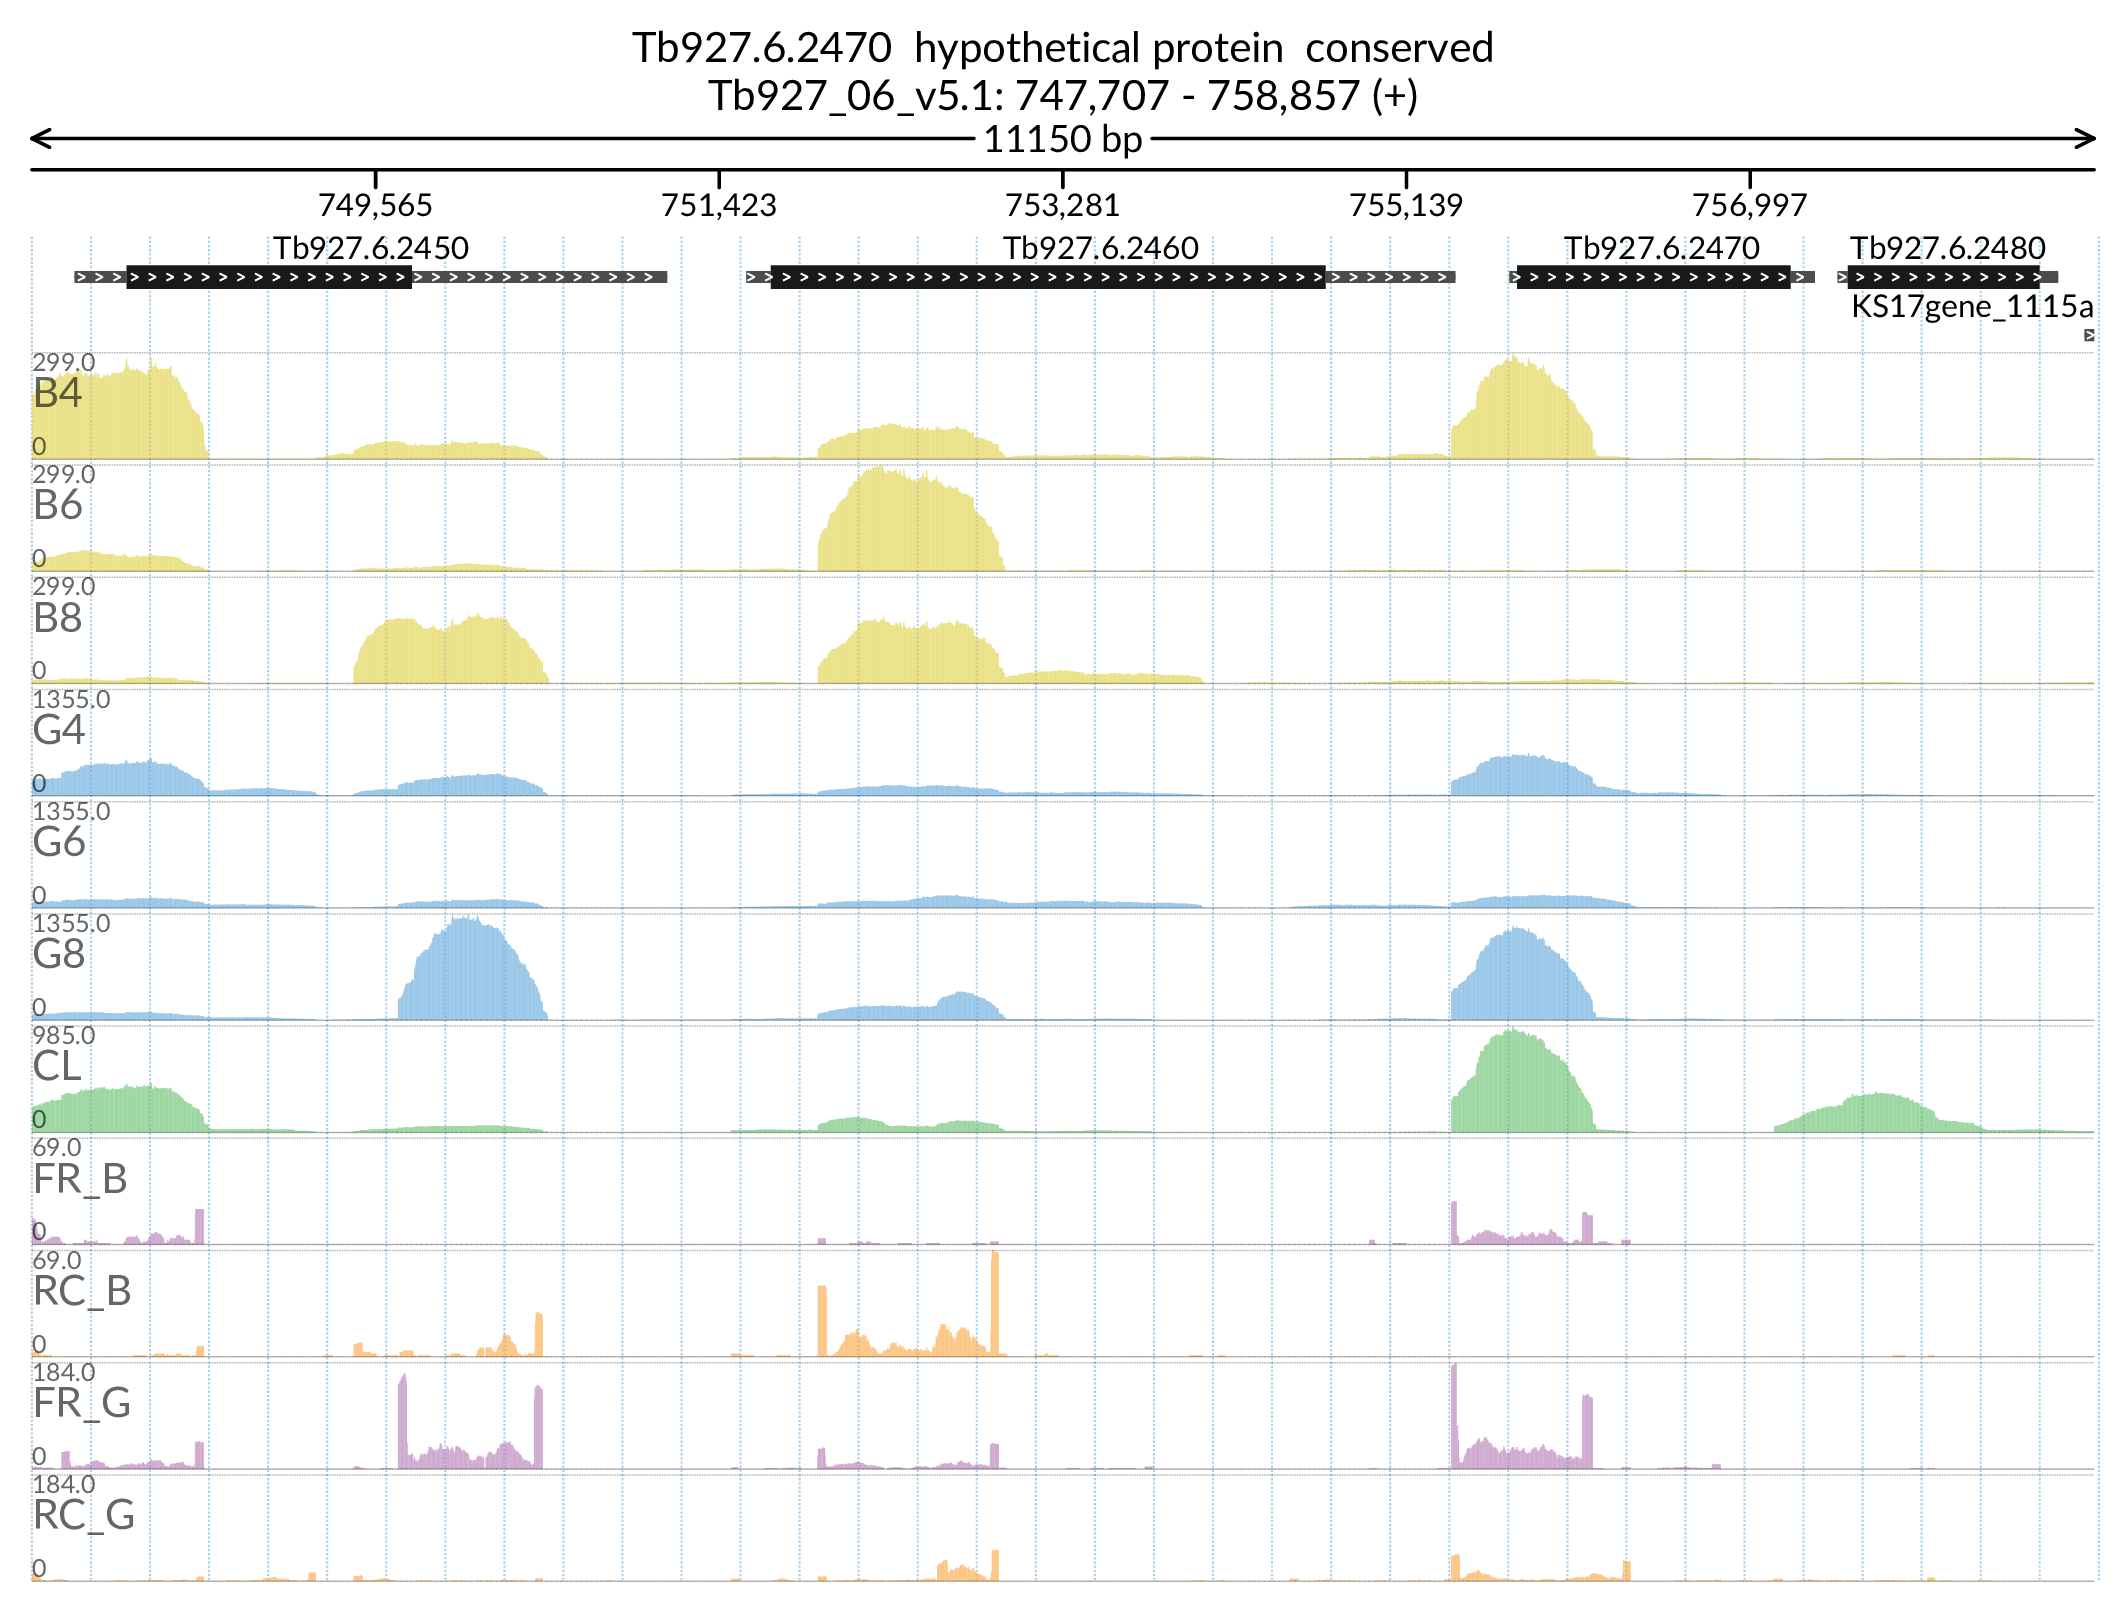 Tb927.6.2470 hypothetical protein conserved
Tb927_06_v5.1: 747,707 - 758,857 (+)
11150 bp
749,565 751,423 753,281 755,139 756,997
Tb927.6.2450 Tb927.6.2460 Tb927.6.2470 Tb927.6.2480
KS17gene_1115a
299.0
B4
0
299.0
B6
0
299.0
B8
0
1355.0
G4
0
1355.0
G6
0
1355.0
G8
0
985.0
CL
0
69.0
FR_B
0
69.0
RC_B
0
184.0
FR_G
0
184.0
RC_G
0